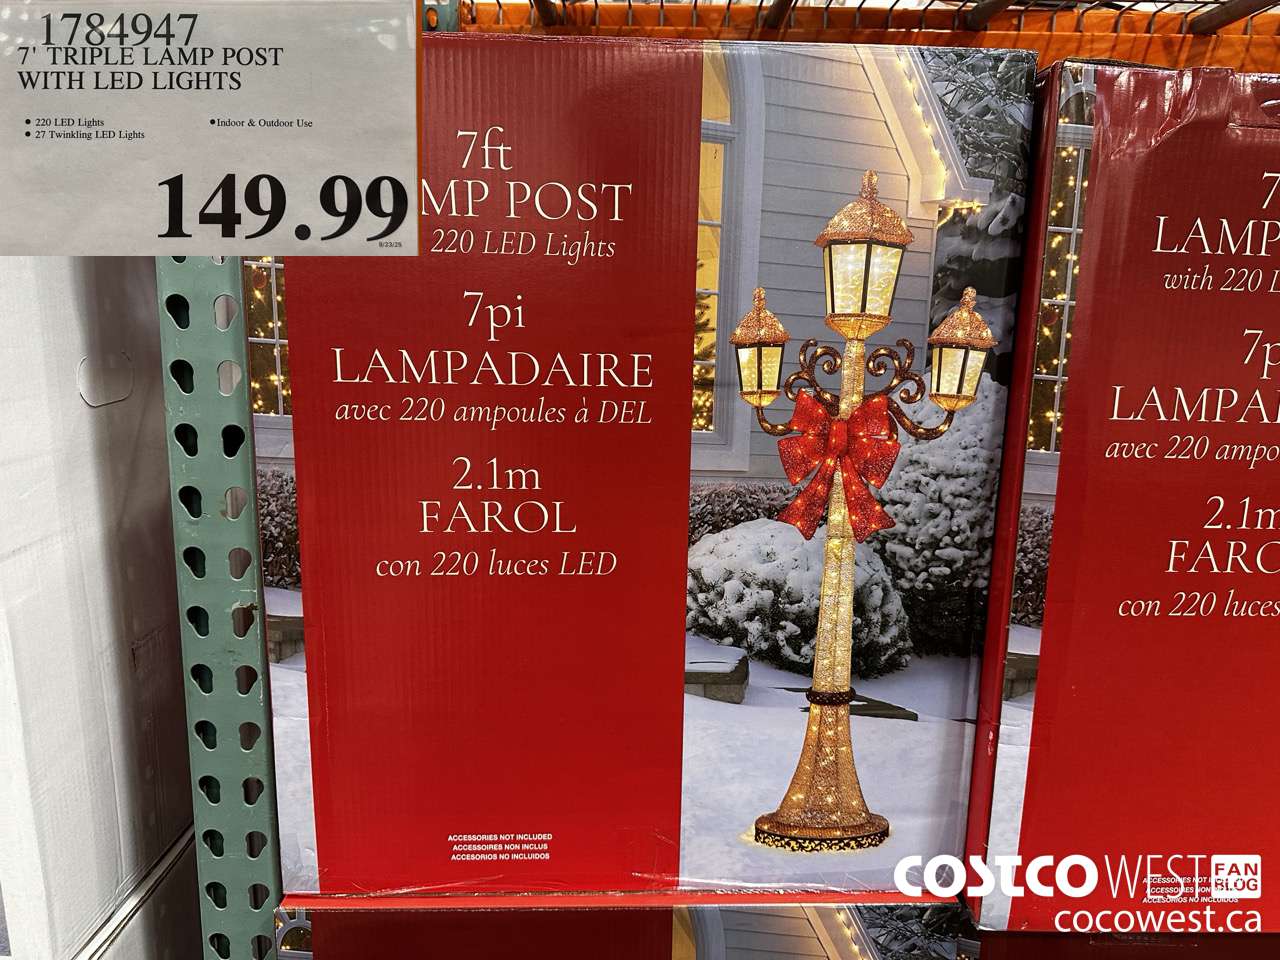 1784947
7' TRIPLE LAMP POST
WITH LED LIGHTS
• 220 LED Lights
• 27 Twinkling LED Lights
• Indoor & Outdoor Use
149.99
7ft
MP POST
220 LED Lights
7pi
LAMPADAIRE
avec 220 ampoules à DEL
2.1m
FAROL
con 220 luces LED
ACCESSORIES NOT INCLUDED
ACCESSOIRES NON INCLUS
ACCESORIOS NO INCLUIDOS
7
LAMP
with 220 L
7p
LAMPA
avec 220 ampo
2.1m
FARO
con 220 luces
COSTCO WEST FAN BLOG
cocowest.ca